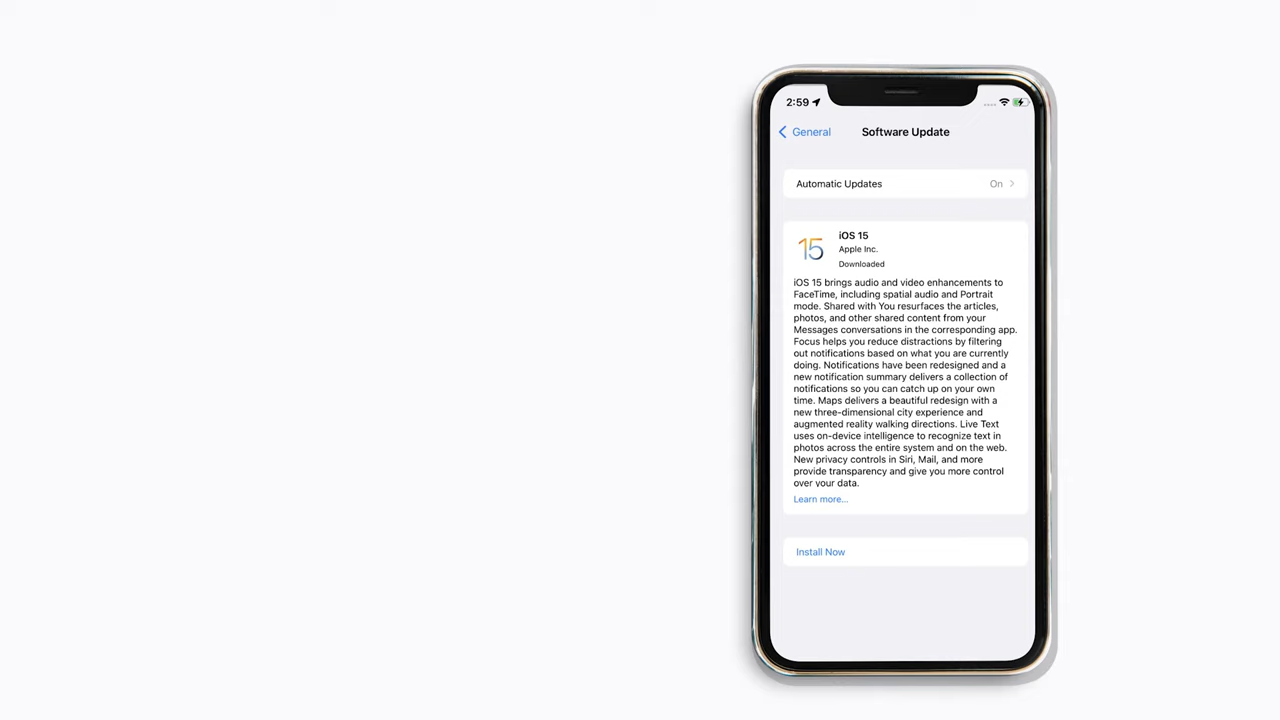 2:59
General
Software Update
Automatic Updates
On
15
iOS 15
Apple Inc.
Downloaded
iOS 15 brings audio and video enhancements to
FaceTime, including spatial audio and Portrait
mode. Shared with You resurfaces the articles,
photos, and other shared content from your
Messages conversations in the corresponding app.
Focus helps you reduce distractions by filtering
out notifications based on what you are currently
doing. Notifications have been redesigned and a
new notification summary delivers a collection of
notifications so you can catch up on your own
time. Maps delivers a beautiful redesign with a
new three-dimensional city experience and
augmented reality walking directions. Live Text
uses on-device intelligence to recognize text in
photos across the entire system and on the web.
New privacy controls in Siri, Mail, and more
provide transparency and give you more control
over your data.
Learn more...
Install Now